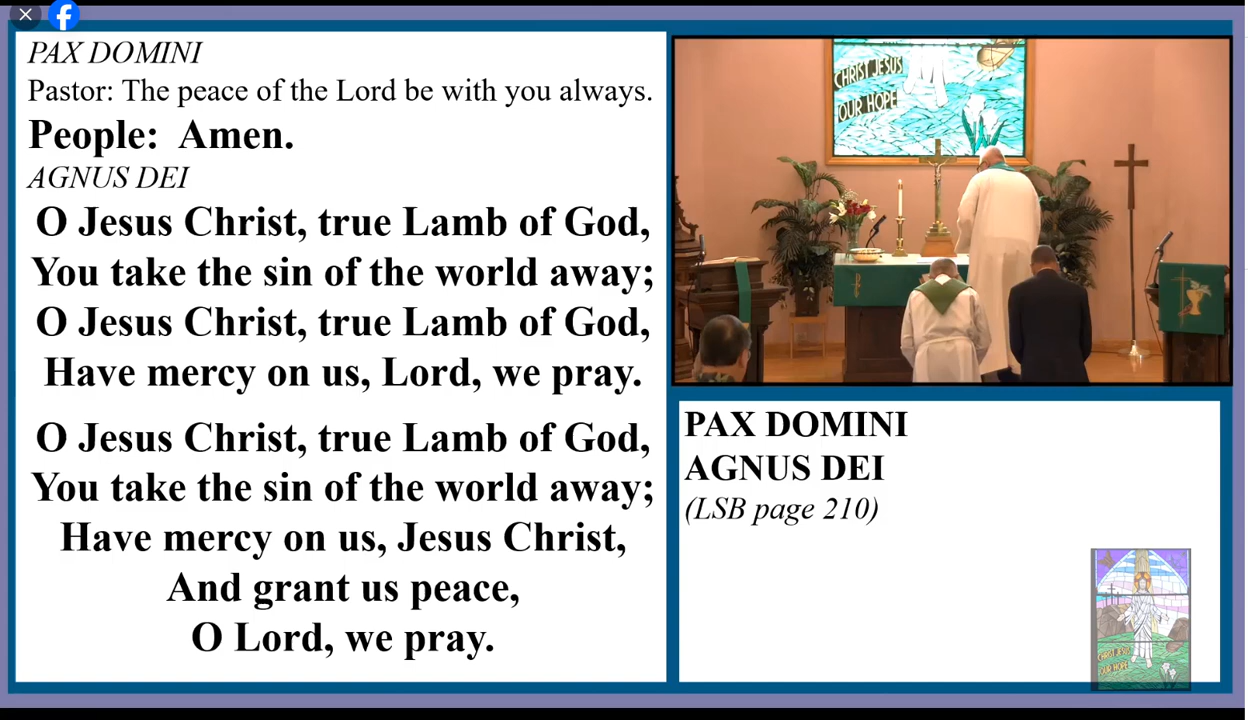 PAX DOMINI
Pastor: The peace of the Lord be with you always.
People: Amen.
AGNUS DEI
O Jesus Christ, true Lamb of God,
You take the sin of the world away;
O Jesus Christ, true Lamb of God,
Have mercy on us, Lord, we pray.
O Jesus Christ, true Lamb of God,
You take the sin of the world away;
Have mercy on us, Jesus Christ,
And grant us peace,
O Lord, we pray.
CHRIST JESUS
OUR HOPE
PAX DOMINI
AGNUS DEI
(LSB page 210)
CHRIST JESUS
OUR HOPE